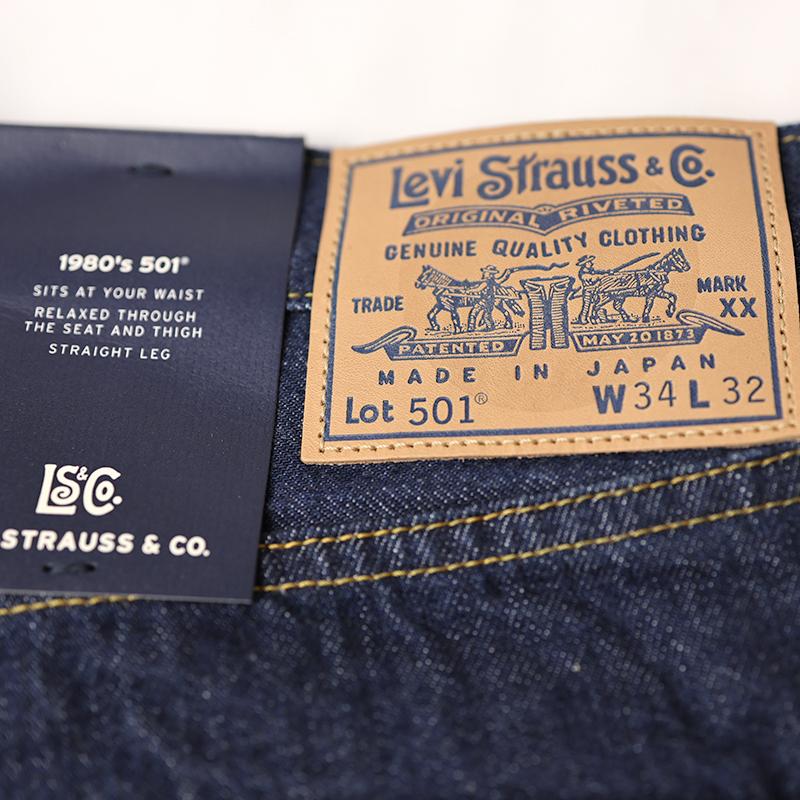 1980's 501®
SITS AT YOUR WAIST
RELAXED THROUGH
THE SEAT AND THIGH
STRAIGHT LEG
LS&Co.
STRAUSS & CO.
Levi Strauss & Co.
ORIGINAL RIVETED
GENUINE QUALITY CLOTHING
TRADE MARK
XX
PATENTED MAY 20 1873
MADE IN JAPAN
Lot 501® W 34 L 32